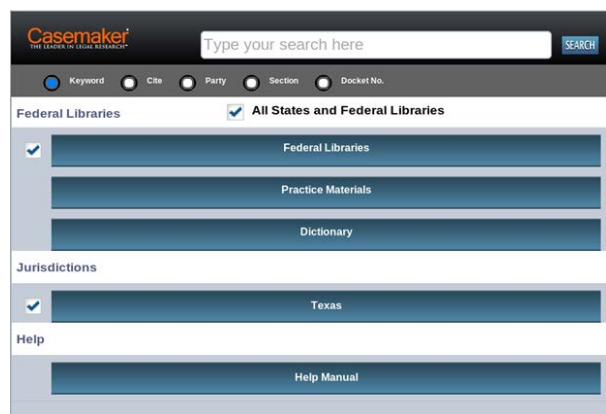 Casemaker
THE LEADER IN LEGAL RESEARCH
Type your search here
SEARCH
Keyword Cite Party Section Docket No.
Federal Libraries
All States and Federal Libraries
Federal Libraries
Practice Materials
Dictionary
Jurisdictions
Texas
Help
Help Manual